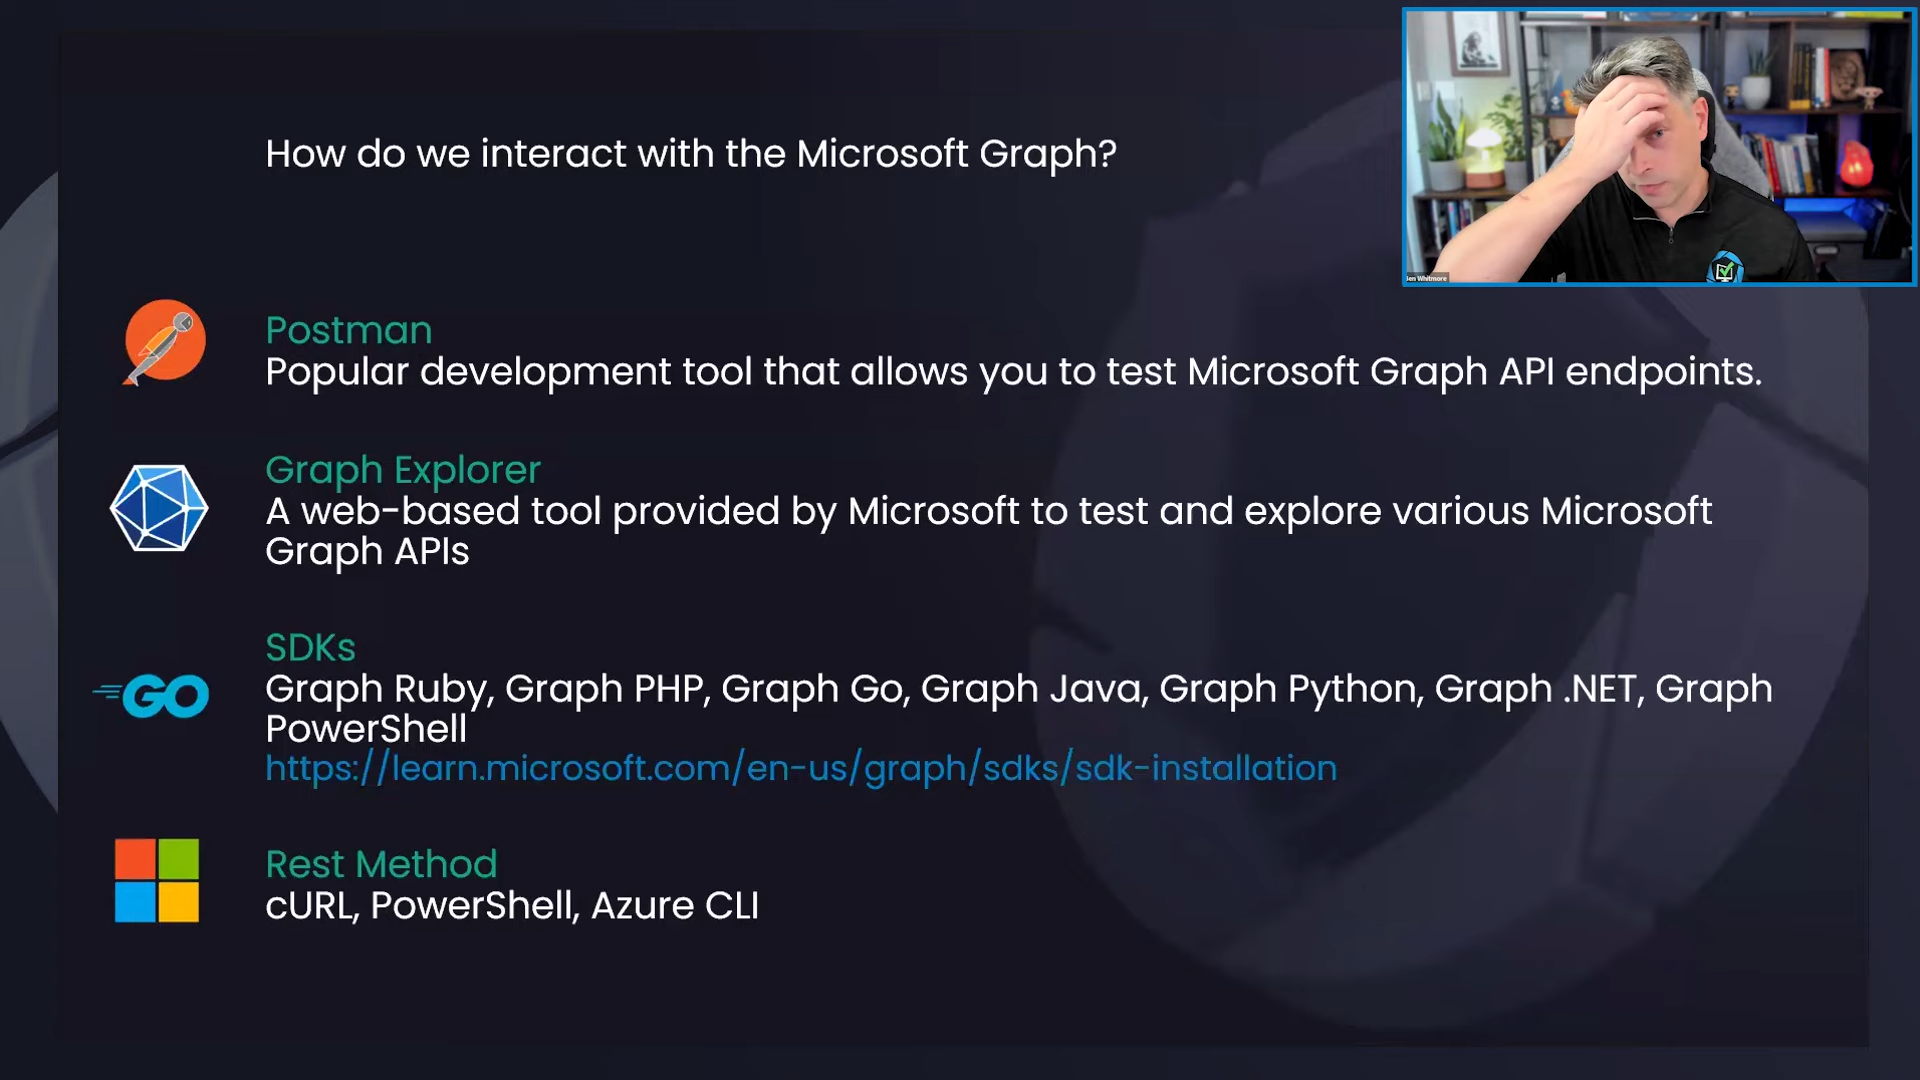 How do we interact with the Microsoft Graph?
Ben Whitmore
Postman
Popular development tool that allows you to test Microsoft Graph API endpoints.
Graph Explorer
A web-based tool provided by Microsoft to test and explore various Microsoft
Graph APIs
SDKs
GO
Graph Ruby, Graph PHP, Graph Go, Graph Java, Graph Python, Graph .NET, Graph
PowerShell
https://learn.microsoft.com/en-us/graph/sdks/sdk-installation
Rest Method
cURL, PowerShell, Azure CLI